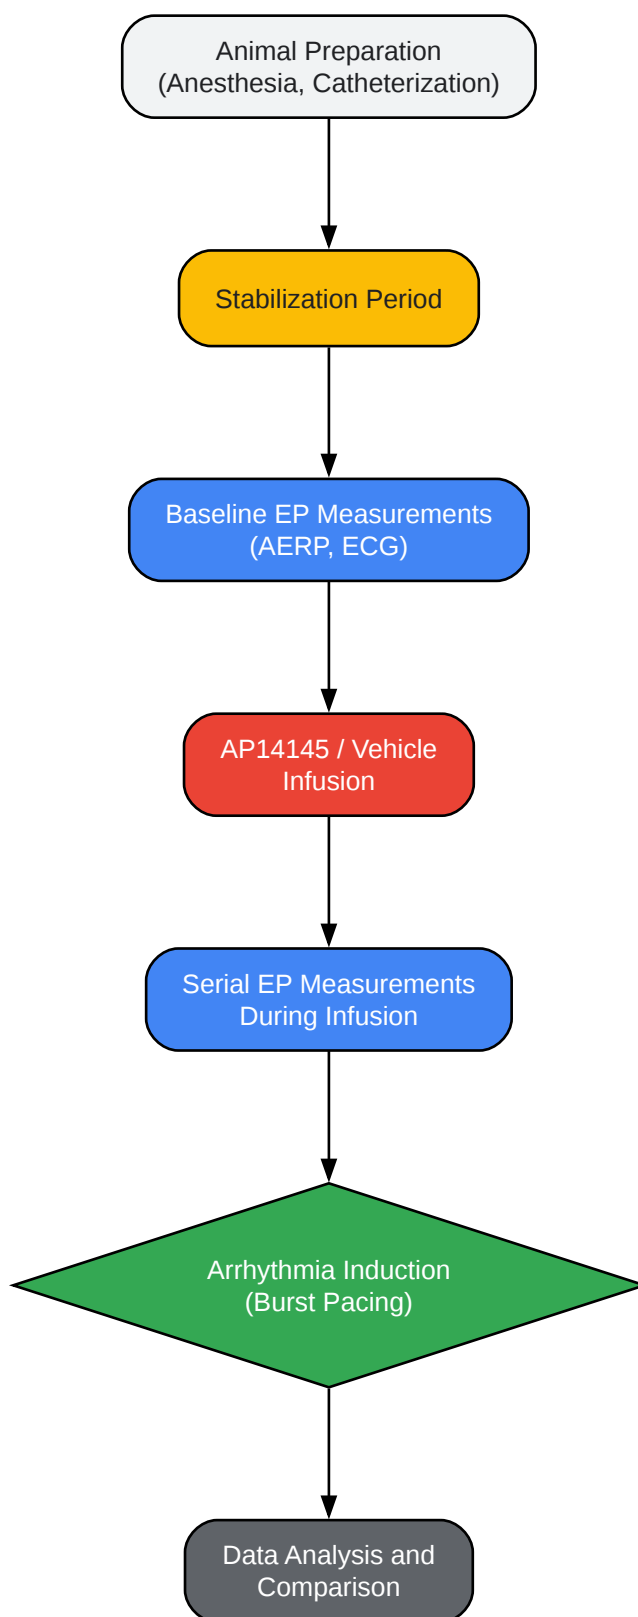 Animal Preparation
(Anesthesia, Catheterization)
Stabilization Period
Baseline EP Measurements
(AERP, ECG)
AP14145 / Vehicle
Infusion
Serial EP Measurements
During Infusion
Arrhythmia Induction
(Burst Pacing)
Data Analysis and
Comparison